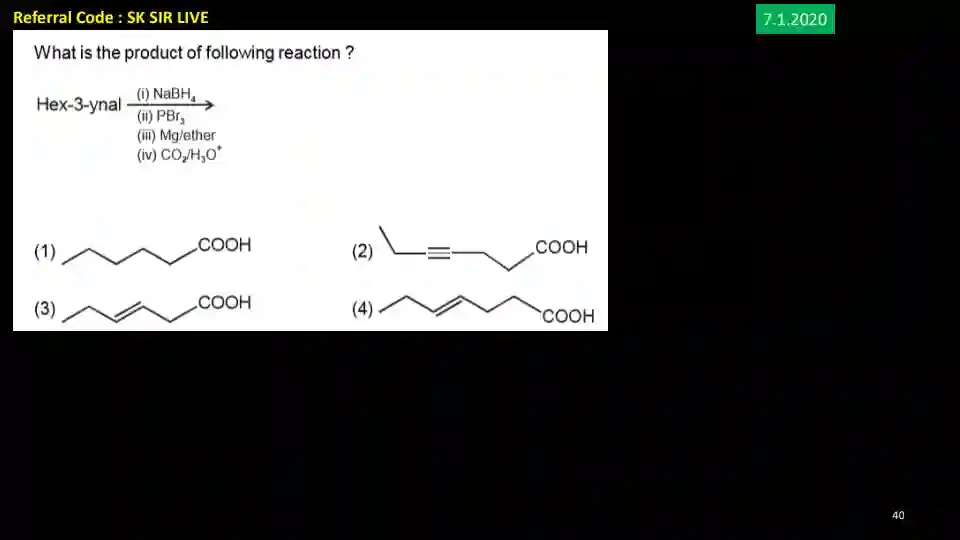 Referral Code : SK SIR LIVE
7.1.2020
What is the product of following reaction ?
Hex-3-ynal
(i) NaBH₄
(ii) PBr₃
(iii) Mg/ether
(iv) CO₂/H₃O⁺
(1) COOH
(2) COOH
(3) COOH
(4) COOH
40